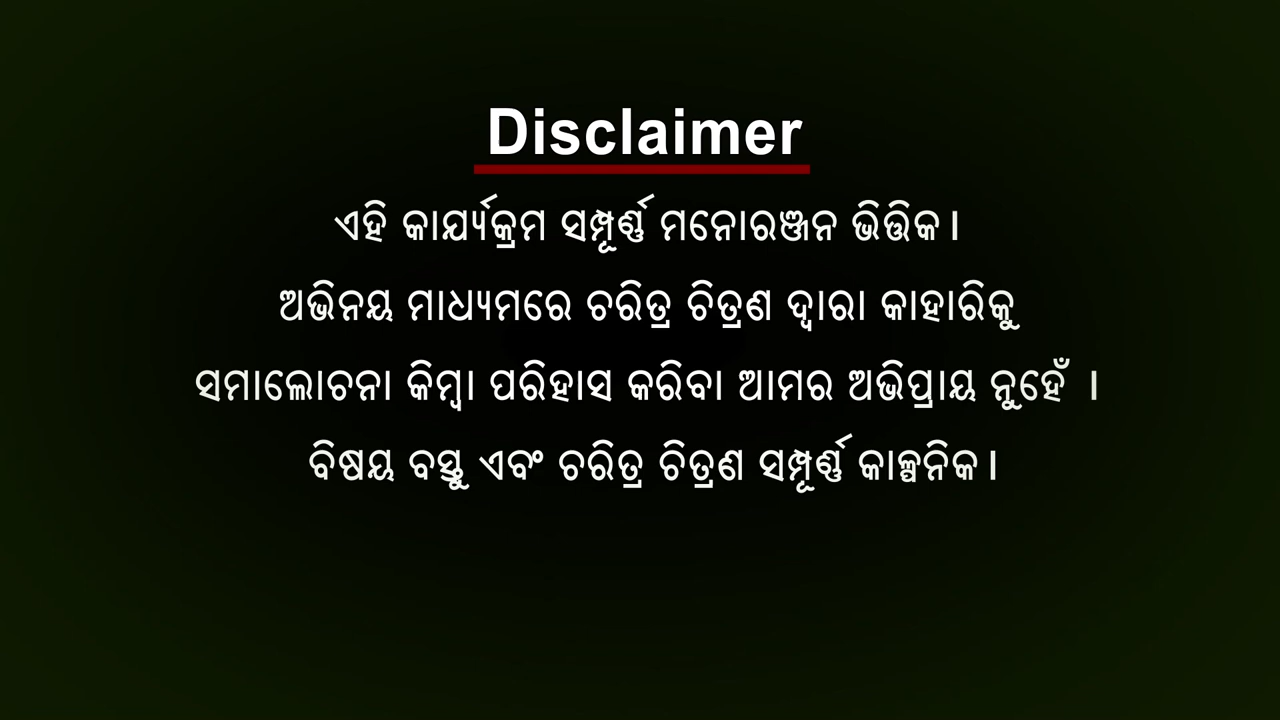 Disclaimer
ଏହି କାର୍ଯ୍ୟକ୍ରମ ସମ୍ପୂର୍ଣ୍ଣ ମନୋରଞ୍ଜନ ଭିତ୍ତିକ।
ଅଭିନୟ ମାଧ୍ୟମରେ ଚରିତ୍ର ଚିତ୍ରଣ ଦ୍ୱାରା କାହାରିକୁ
ସମାଲୋଚନା କିମ୍ବା ପରିହାସ କରିବା ଆମର ଅଭିପ୍ରାୟ ନୁହେଁ ।
ବିଷୟ ବସ୍ତୁ ଏବଂ ଚରିତ୍ର ଚିତ୍ରଣ ସମ୍ପୂର୍ଣ୍ଣ କାଳ୍ପନିକ।